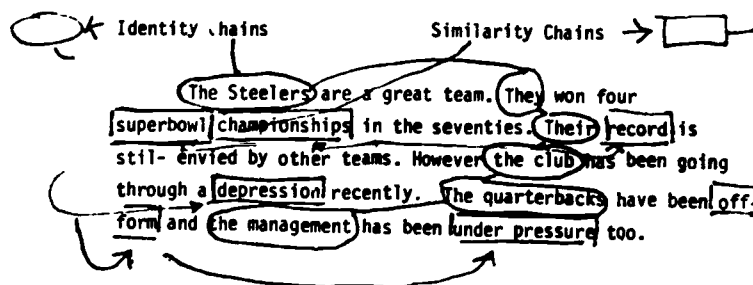 Identity chains Similarity Chains
The Steelers are a great team. They won four
superbowl championships in the seventies. Their record is
stil- envied by other teams. However the club has been going
through a depression recently. The quarterbacks have been off-
form and the management has been under pressure too.